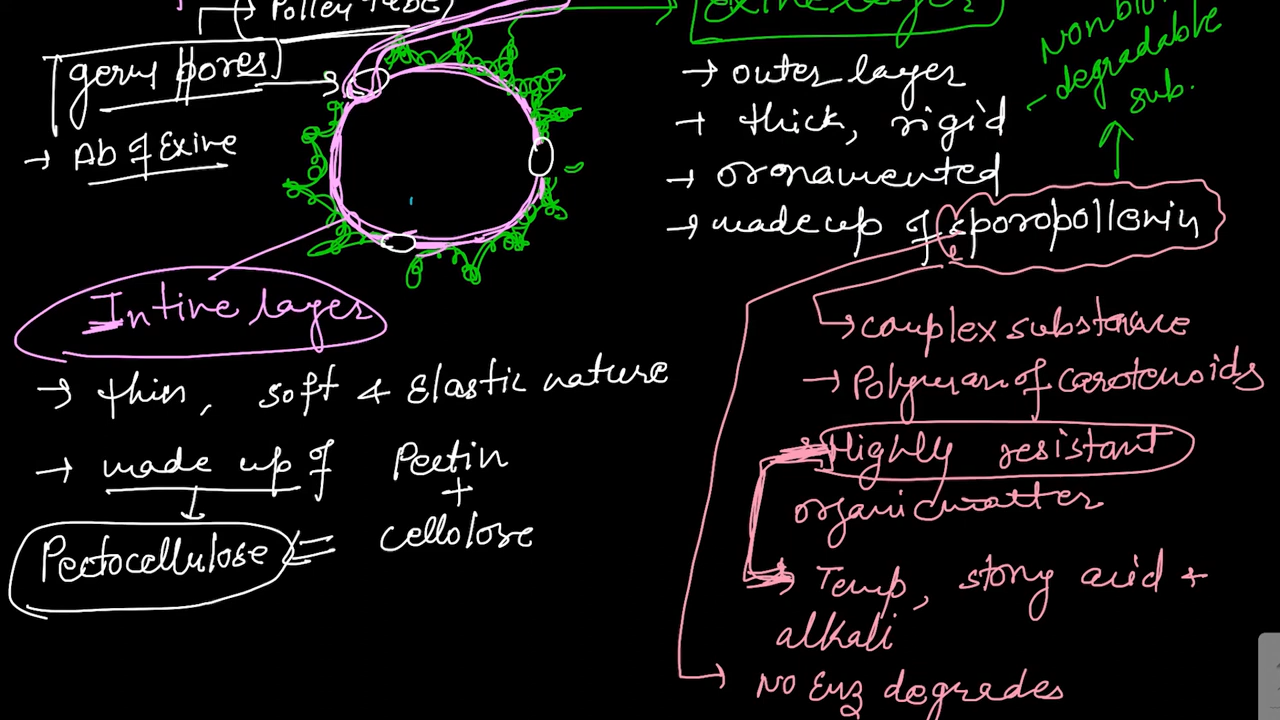 Pollen tube
germ pores
→ Ab of Exine
Exine layer
→ outer layer
→ thick, rigid
→ ornamented
→ made up of sporopollenin
Non bio
- degradable
sub.
Intine layer
→ thin, soft & Elastic nature
→ made up of Pectin
+
cellolose
Pectocellulose
→ complex substance
→ Polymer of carotenoids
→ Highly resistant
organic matter
→ Temp, strong acid +
alkali
→ No Enz degrades